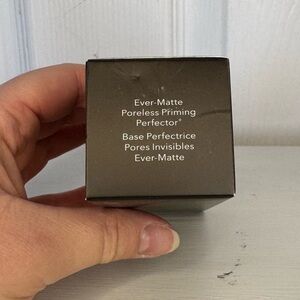 Ever-Matte
Poreless Priming
Perfector®
Base Perfectrice
Pores Invisibles
Ever-Matte